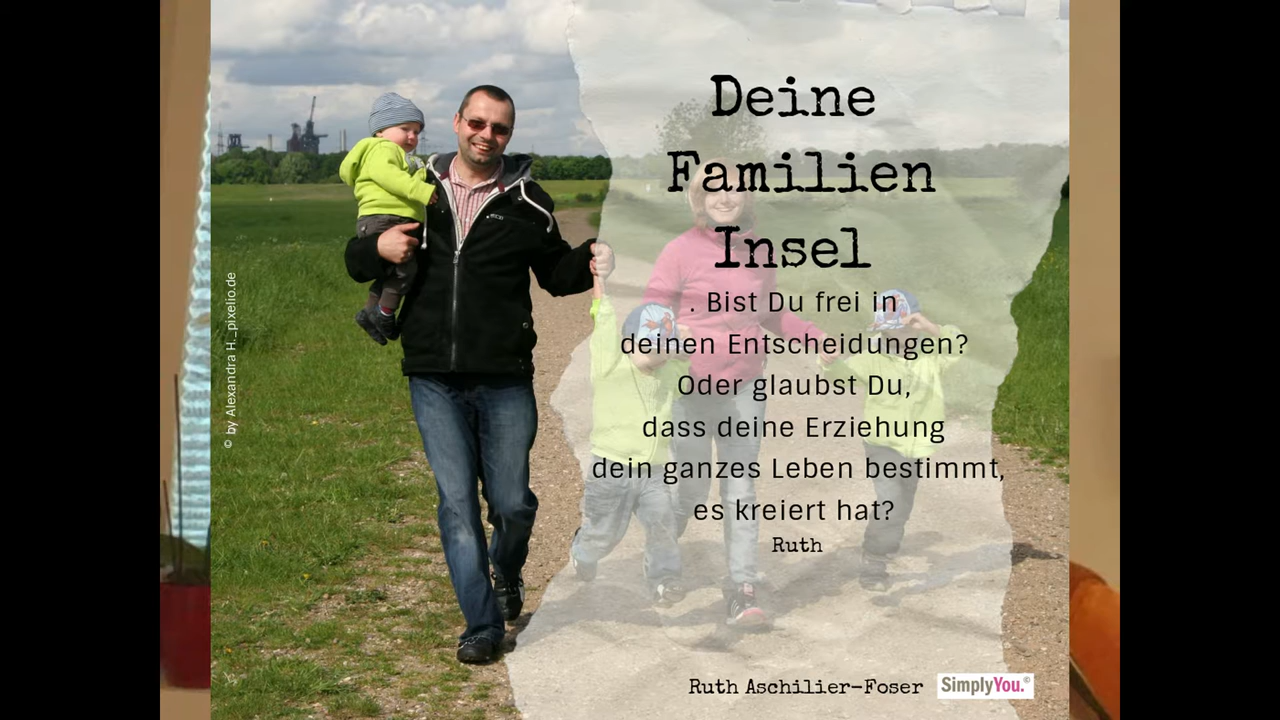 Deine
Familien
Insel
. Bist Du frei in
deinen Entscheidungen?
Oder glaubst Du,
dass deine Erziehung
dein ganzes Leben bestimmt,
es kreiert hat?
Ruth
Ruth Aschilier-Foser
SimplyYou.©
© by Alexandra H._pixelio.de